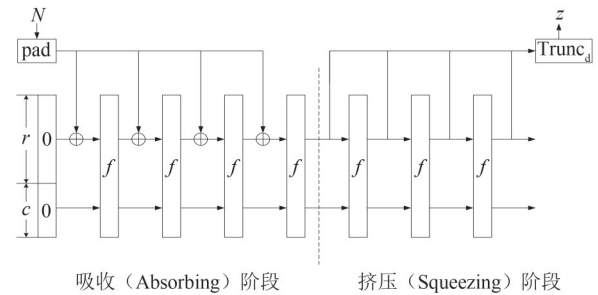 N
z
pad
Trunc_d
r
0
f
f
f
f
f
f
f
c
0
吸收（Absorbing）阶段
挤压（Squeezing）阶段